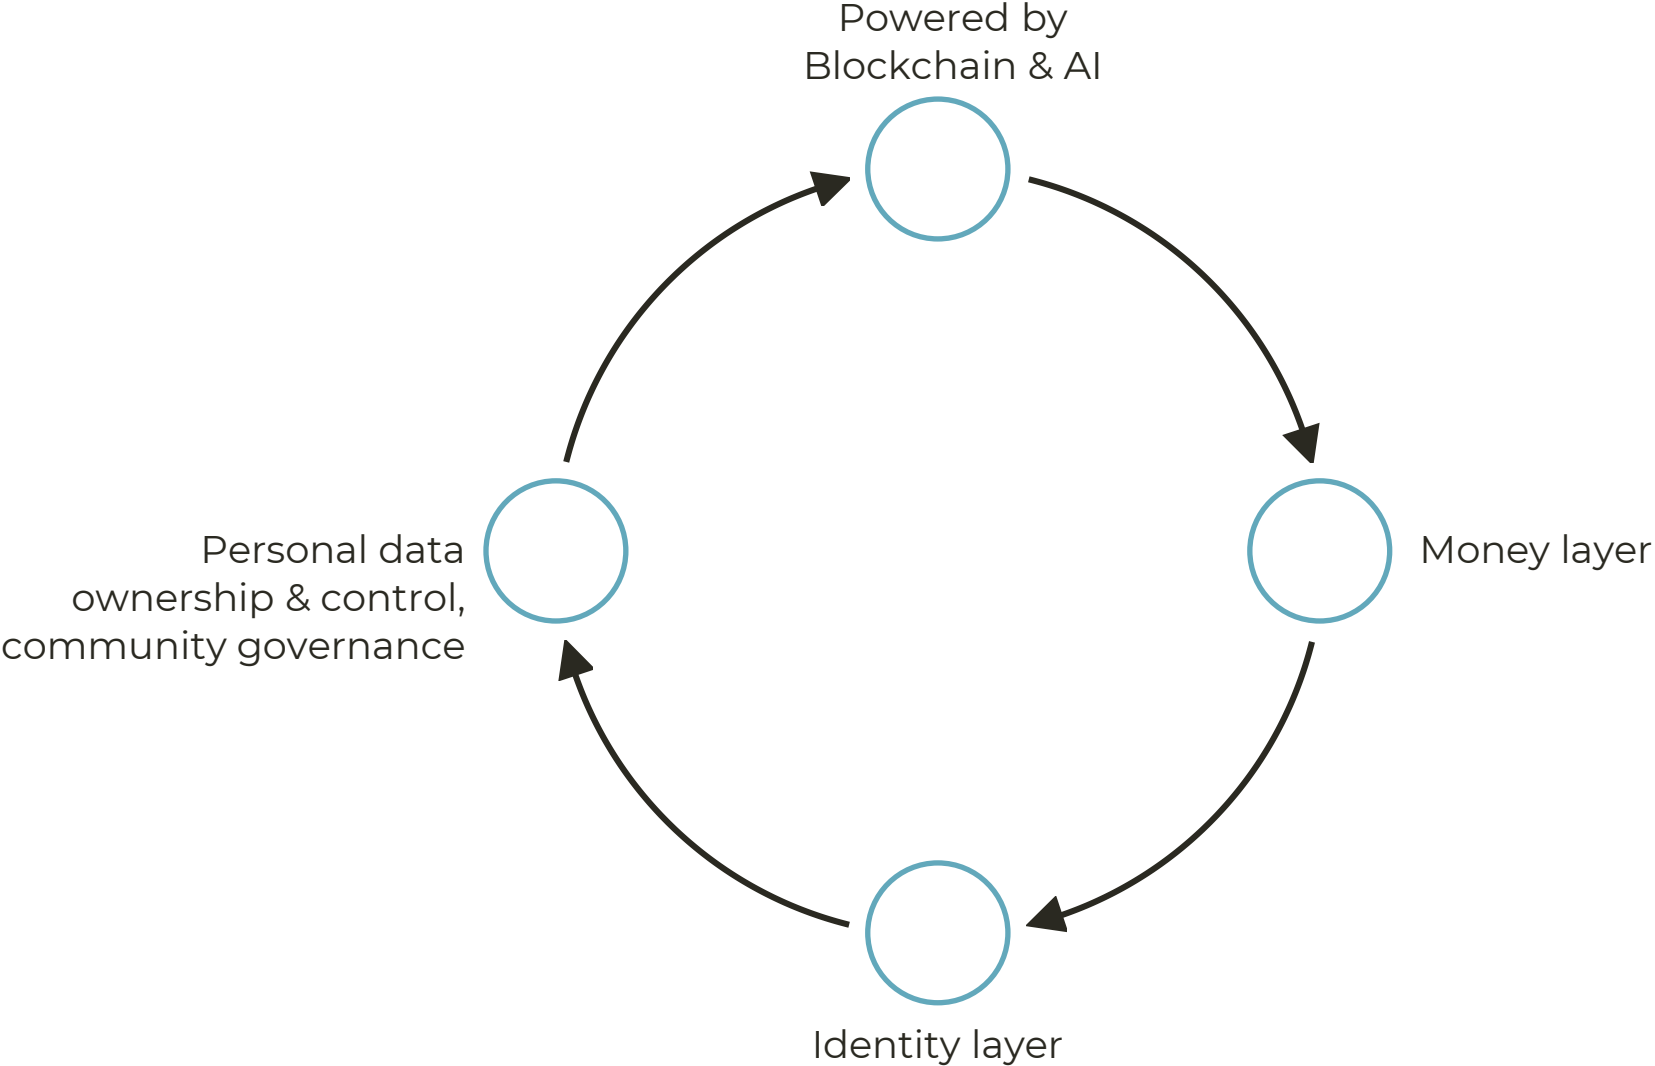 Powered by
Blockchain & AI
Money layer
Personal data
ownership & control,
community governance
Identity layer